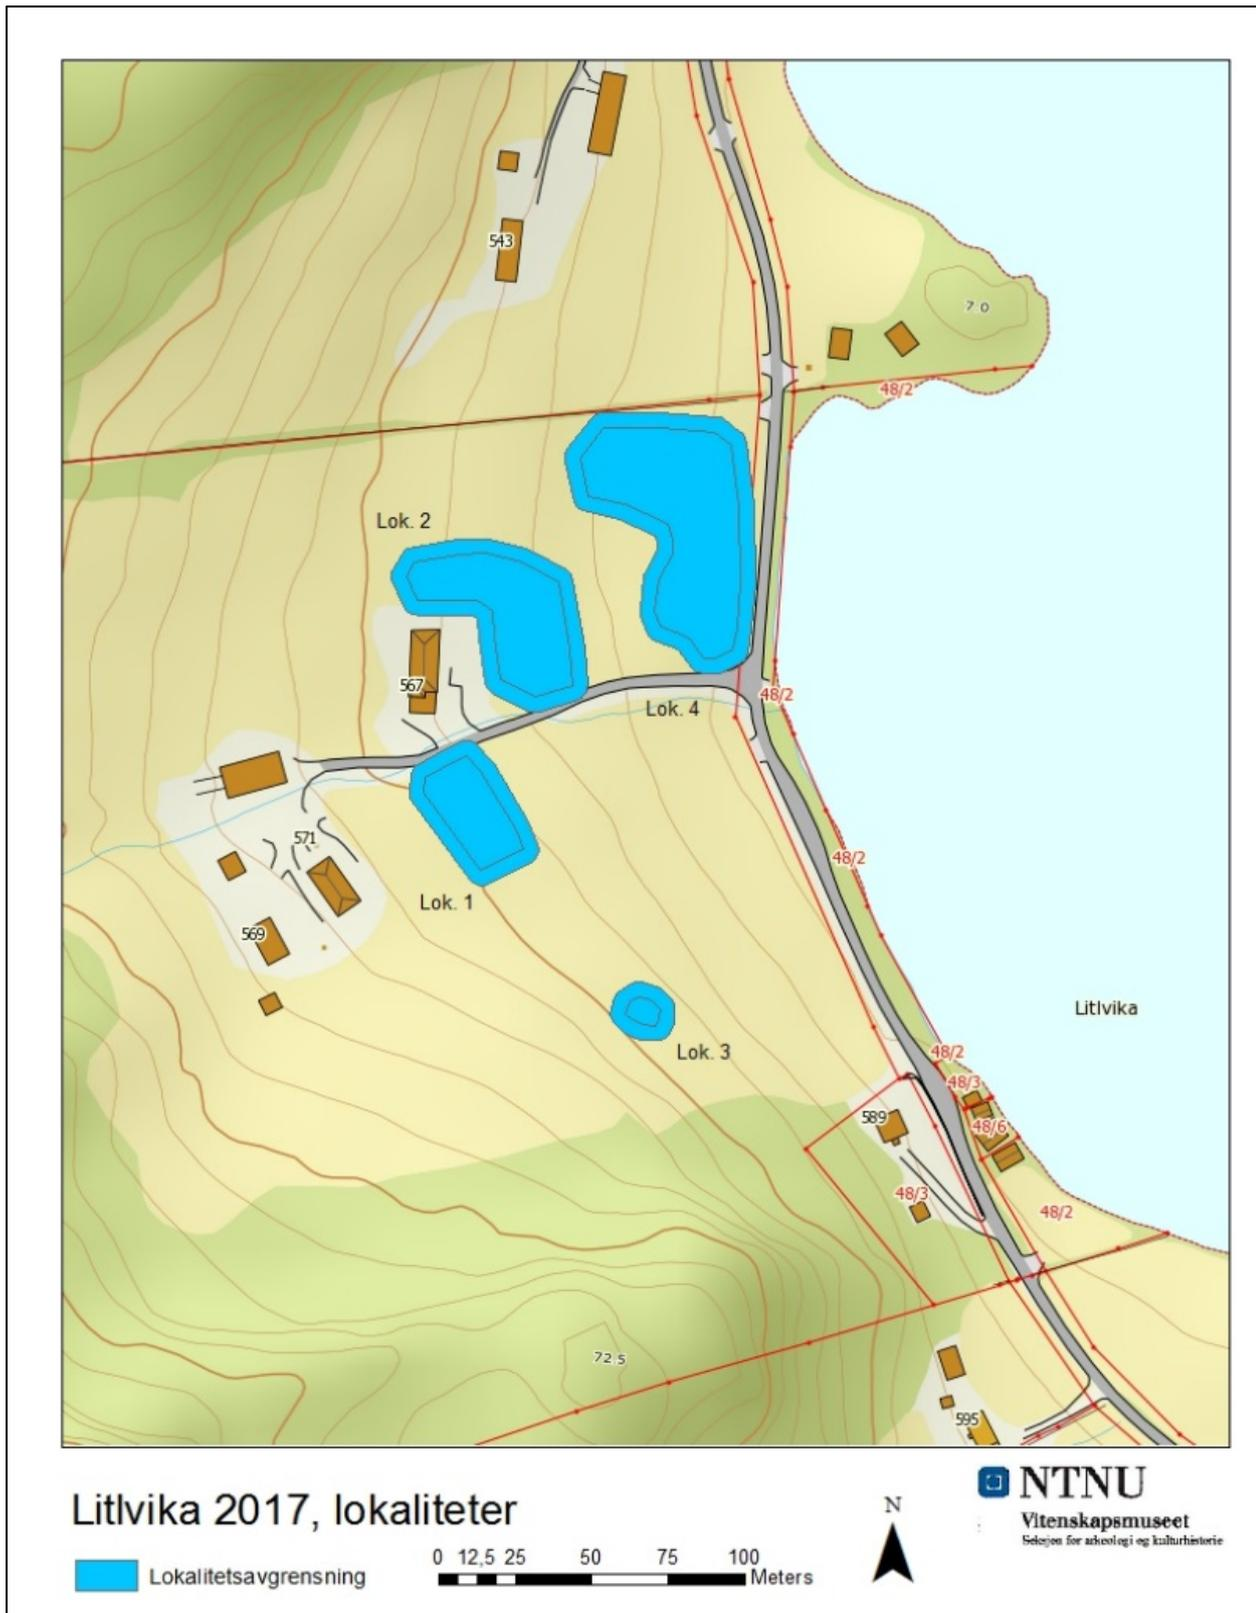 543
7.0
48/2
Lok. 2
567
48/2
Lok. 4
571
48/2
Lok. 1
569
Litlvika
Lok. 3
48/2
48/3
589
48/6
48/3
48/2
72.5
595
Litlvika 2017, lokaliteter
Lokalitetsavgrensning
0 12,5 25 50 75 100
Meters
N
NTNU
Vitenskapsmuseet
Seksjon for arkeologi og kulturhistorie